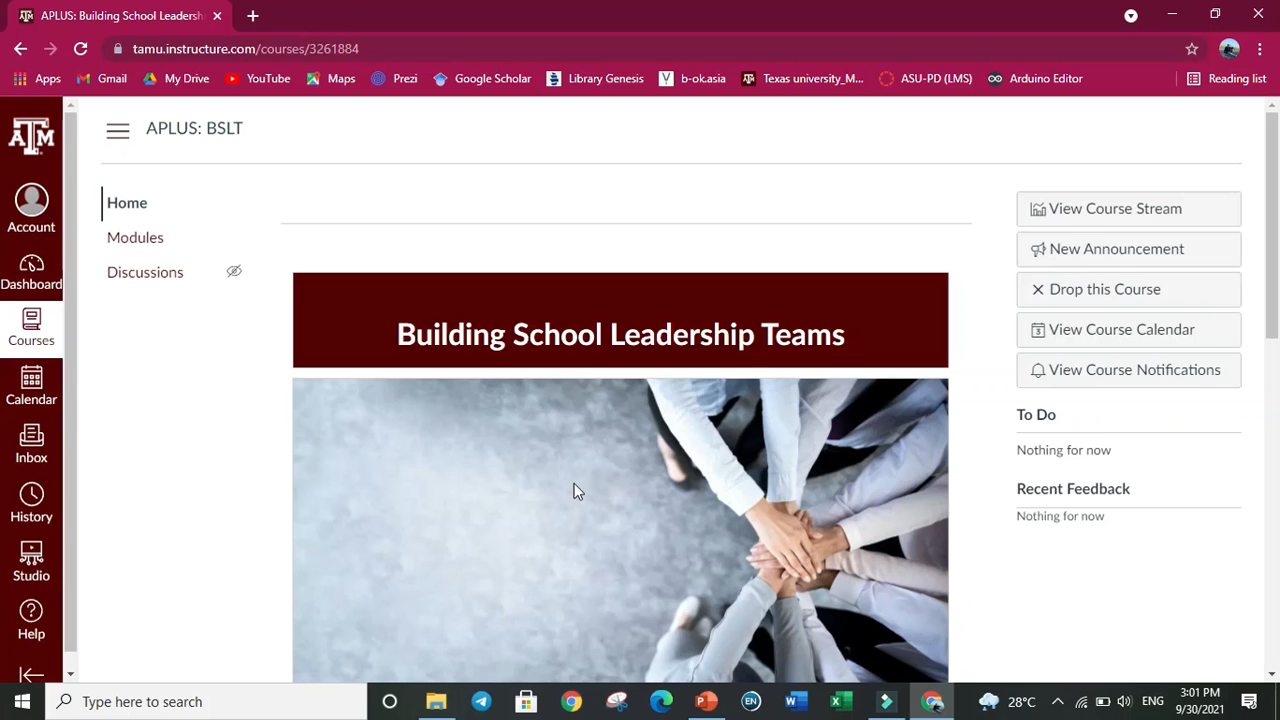 APLUS: Building School Leadersh
tamu.instructure.com/courses/3261884
Apps Gmail My Drive YouTube Maps Prezi Google Scholar Library Genesis b-ok.asia Texas university_M... ASU-PD (LMS) Arduino Editor Reading list
ATM
Account
Dashboard
Courses
Calendar
Inbox
History
Studio
Help
APLUS: BSLT
Home
Modules
Discussions
Building School Leadership Teams
View Course Stream
New Announcement
Drop this Course
View Course Calendar
View Course Notifications
To Do
Nothing for now
Recent Feedback
Nothing for now
Type here to search
28°C
ENG
3:01 PM
9/30/2021